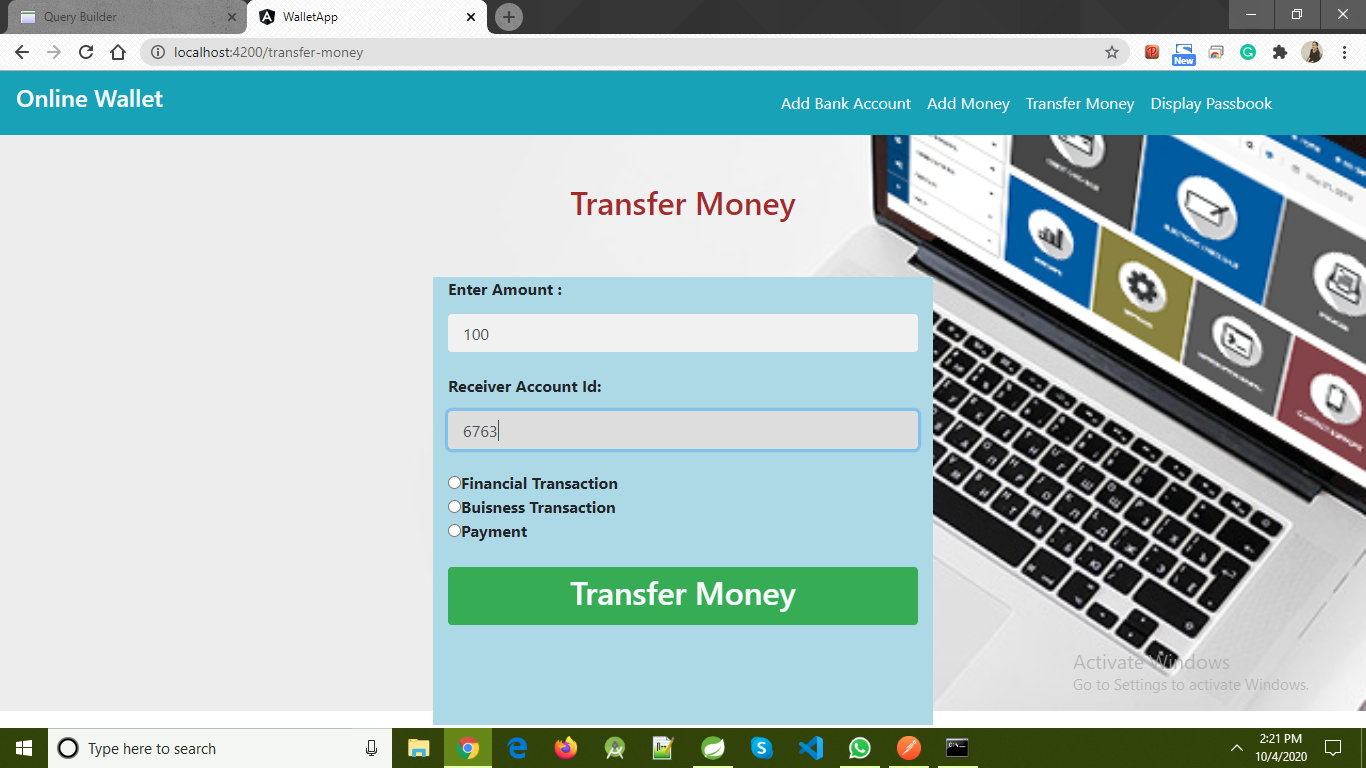 Query Builder
WalletApp
localhost:4200/transfer-money
New
Online Wallet
Add Bank Account Add Money Transfer Money Display Passbook
Transfer Money
Enter Amount :
100
Receiver Account Id:
6763
Financial Transaction
Buisness Transaction
Payment
Transfer Money
Activate Windows
Go to Settings to activate Windows.
Type here to search
2:21 PM
10/4/2020